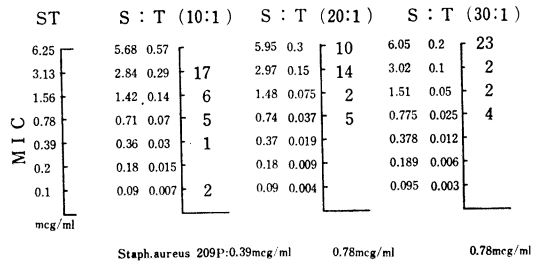 ST S : T (10:1) S : T (20:1) S : T (30:1)
6.25 5.68 0.57 5.95 0.3 10 6.05 0.2 23
3.13 2.84 0.29 17 2.97 0.15 14 3.02 0.1 2
1.56 1.42 0.14 6 1.48 0.075 2 1.51 0.05 2
0.78 0.71 0.07 5 0.74 0.037 5 0.775 0.025 4
0.39 0.36 0.03 1 0.37 0.019 0.378 0.012
0.2 0.18 0.015 0.18 0.009 0.189 0.006
0.1 0.09 0.007 2 0.09 0.004 0.095 0.003
MIC
mcg/ml
Staph.aureus 209P:0.39mcg/ml 0.78mcg/ml 0.78mcg/ml